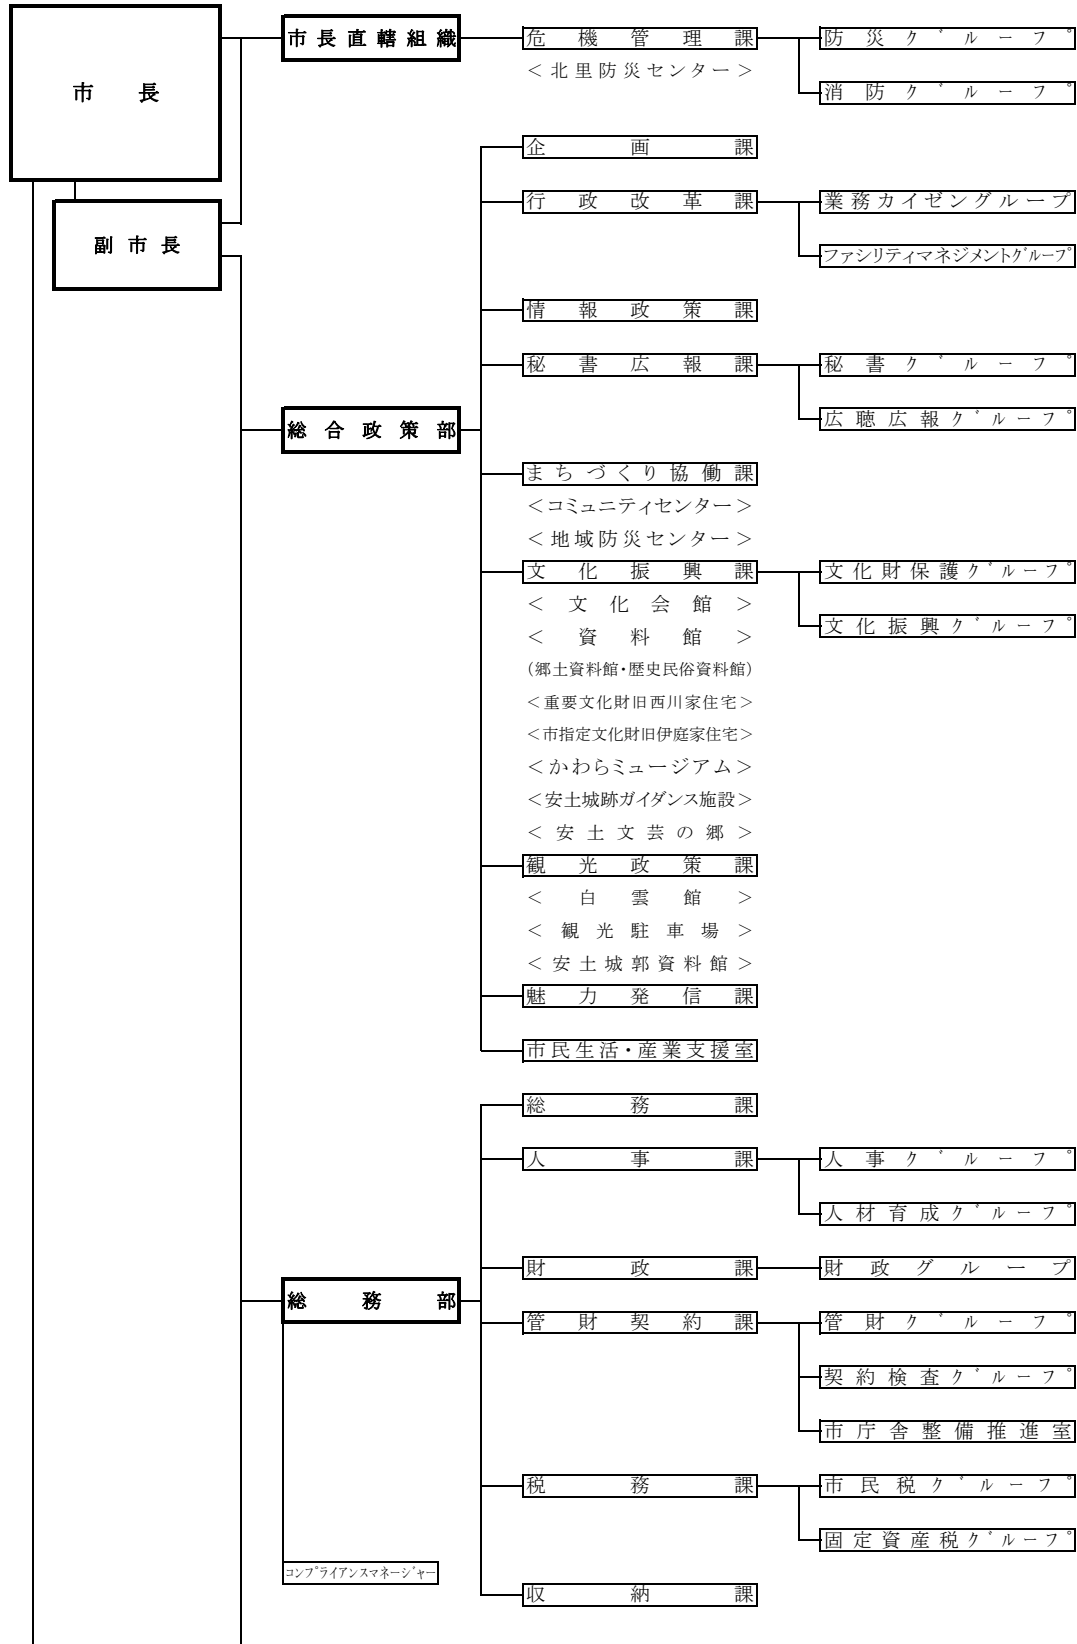 市長
副市長
市長直轄組織
危機管理課
＜北里防災センター＞
防災グループ
消防グループ
総合政策部
企画課
行政改革課
業務カイゼングループ
ファシリティマネジメントグループ
情報政策課
秘書広報課
秘書グループ
広聴広報グループ
まちづくり協働課
＜コミュニティセンター＞
＜地域防災センター＞
文化振興課
文化財保護グループ
文化振興グループ
＜文化会館＞
＜資料館＞
(郷土資料館・歴史民俗資料館)
＜重要文化財旧西川家住宅＞
＜市指定文化財旧伊庭家住宅＞
＜かわらミュージアム＞
＜安土城跡ガイダンス施設＞
＜安土文芸の郷＞
観光政策課
＜白雲館＞
＜観光駐車場＞
＜安土城郭資料館＞
魅力発信課
市民生活・産業支援室
総務部
コンプライアンスマネージャー
総務課
人事課
人事グループ
人材育成グループ
財政課
財政グループ
管財契約課
管財グループ
契約検査グループ
市庁舎整備推進室
税務課
市民税グループ
固定資産税グループ
収納課